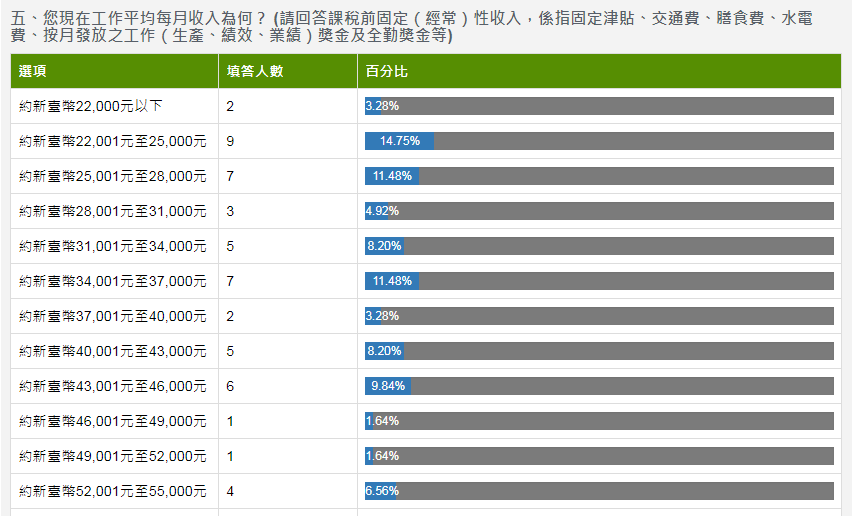 五、您現在工作平均每月收入為何？ (請回答課稅前固定（經常）性收入，係指固定津貼、交通費、膳食費、水電
費、按月發放之工作（生產、績效、業績）獎金及全勤獎金等)
選項 填答人數 百分比
約新臺幣22,000元以下 2 3.28%
約新臺幣22,001元至25,000元 9 14.75%
約新臺幣25,001元至28,000元 7 11.48%
約新臺幣28,001元至31,000元 3 4.92%
約新臺幣31,001元至34,000元 5 8.20%
約新臺幣34,001元至37,000元 7 11.48%
約新臺幣37,001元至40,000元 2 3.28%
約新臺幣40,001元至43,000元 5 8.20%
約新臺幣43,001元至46,000元 6 9.84%
約新臺幣46,001元至49,000元 1 1.64%
約新臺幣49,001元至52,000元 1 1.64%
約新臺幣52,001元至55,000元 4 6.56%